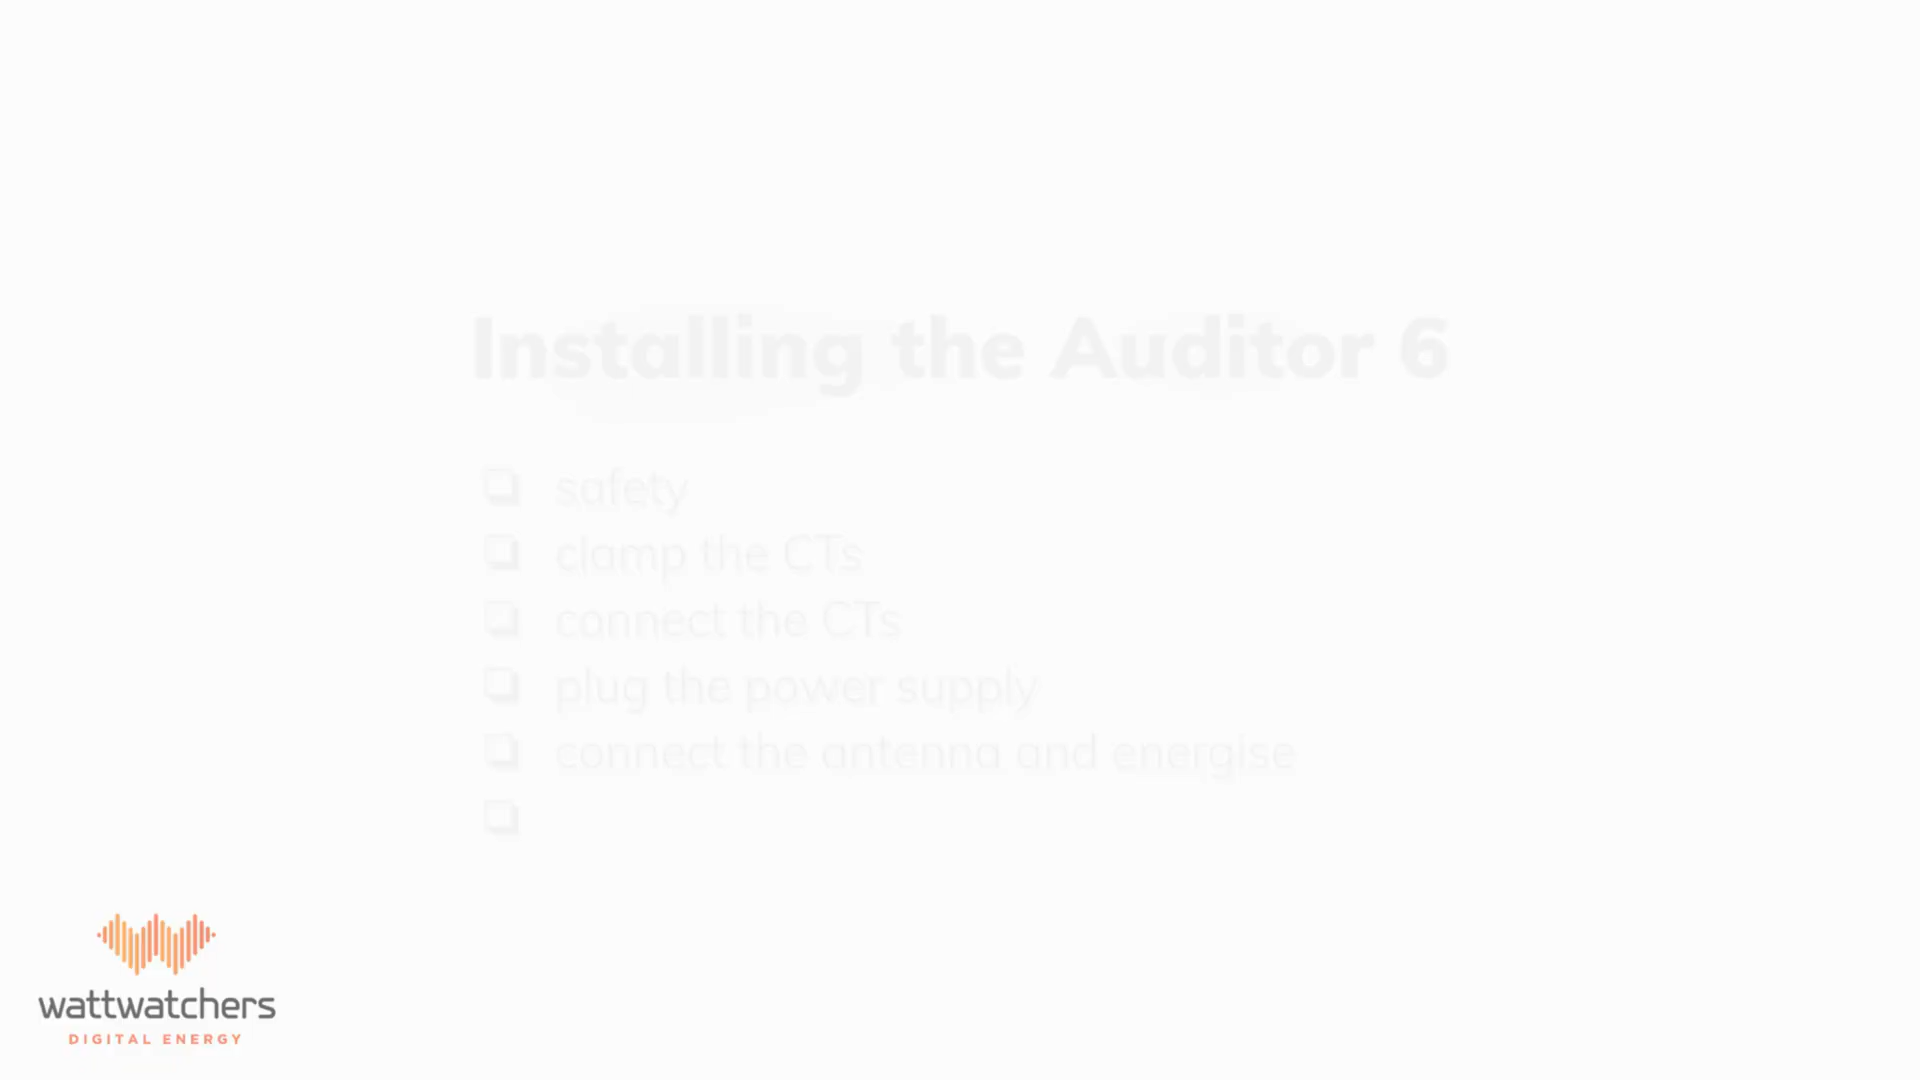 Installing the Auditor 6
❏ safety
❏ clamp the CTs
❏ connect the CTs
❏ plug the power supply
❏ connect the antenna and energise
❏
wattwatchers
DIGITAL ENERGY